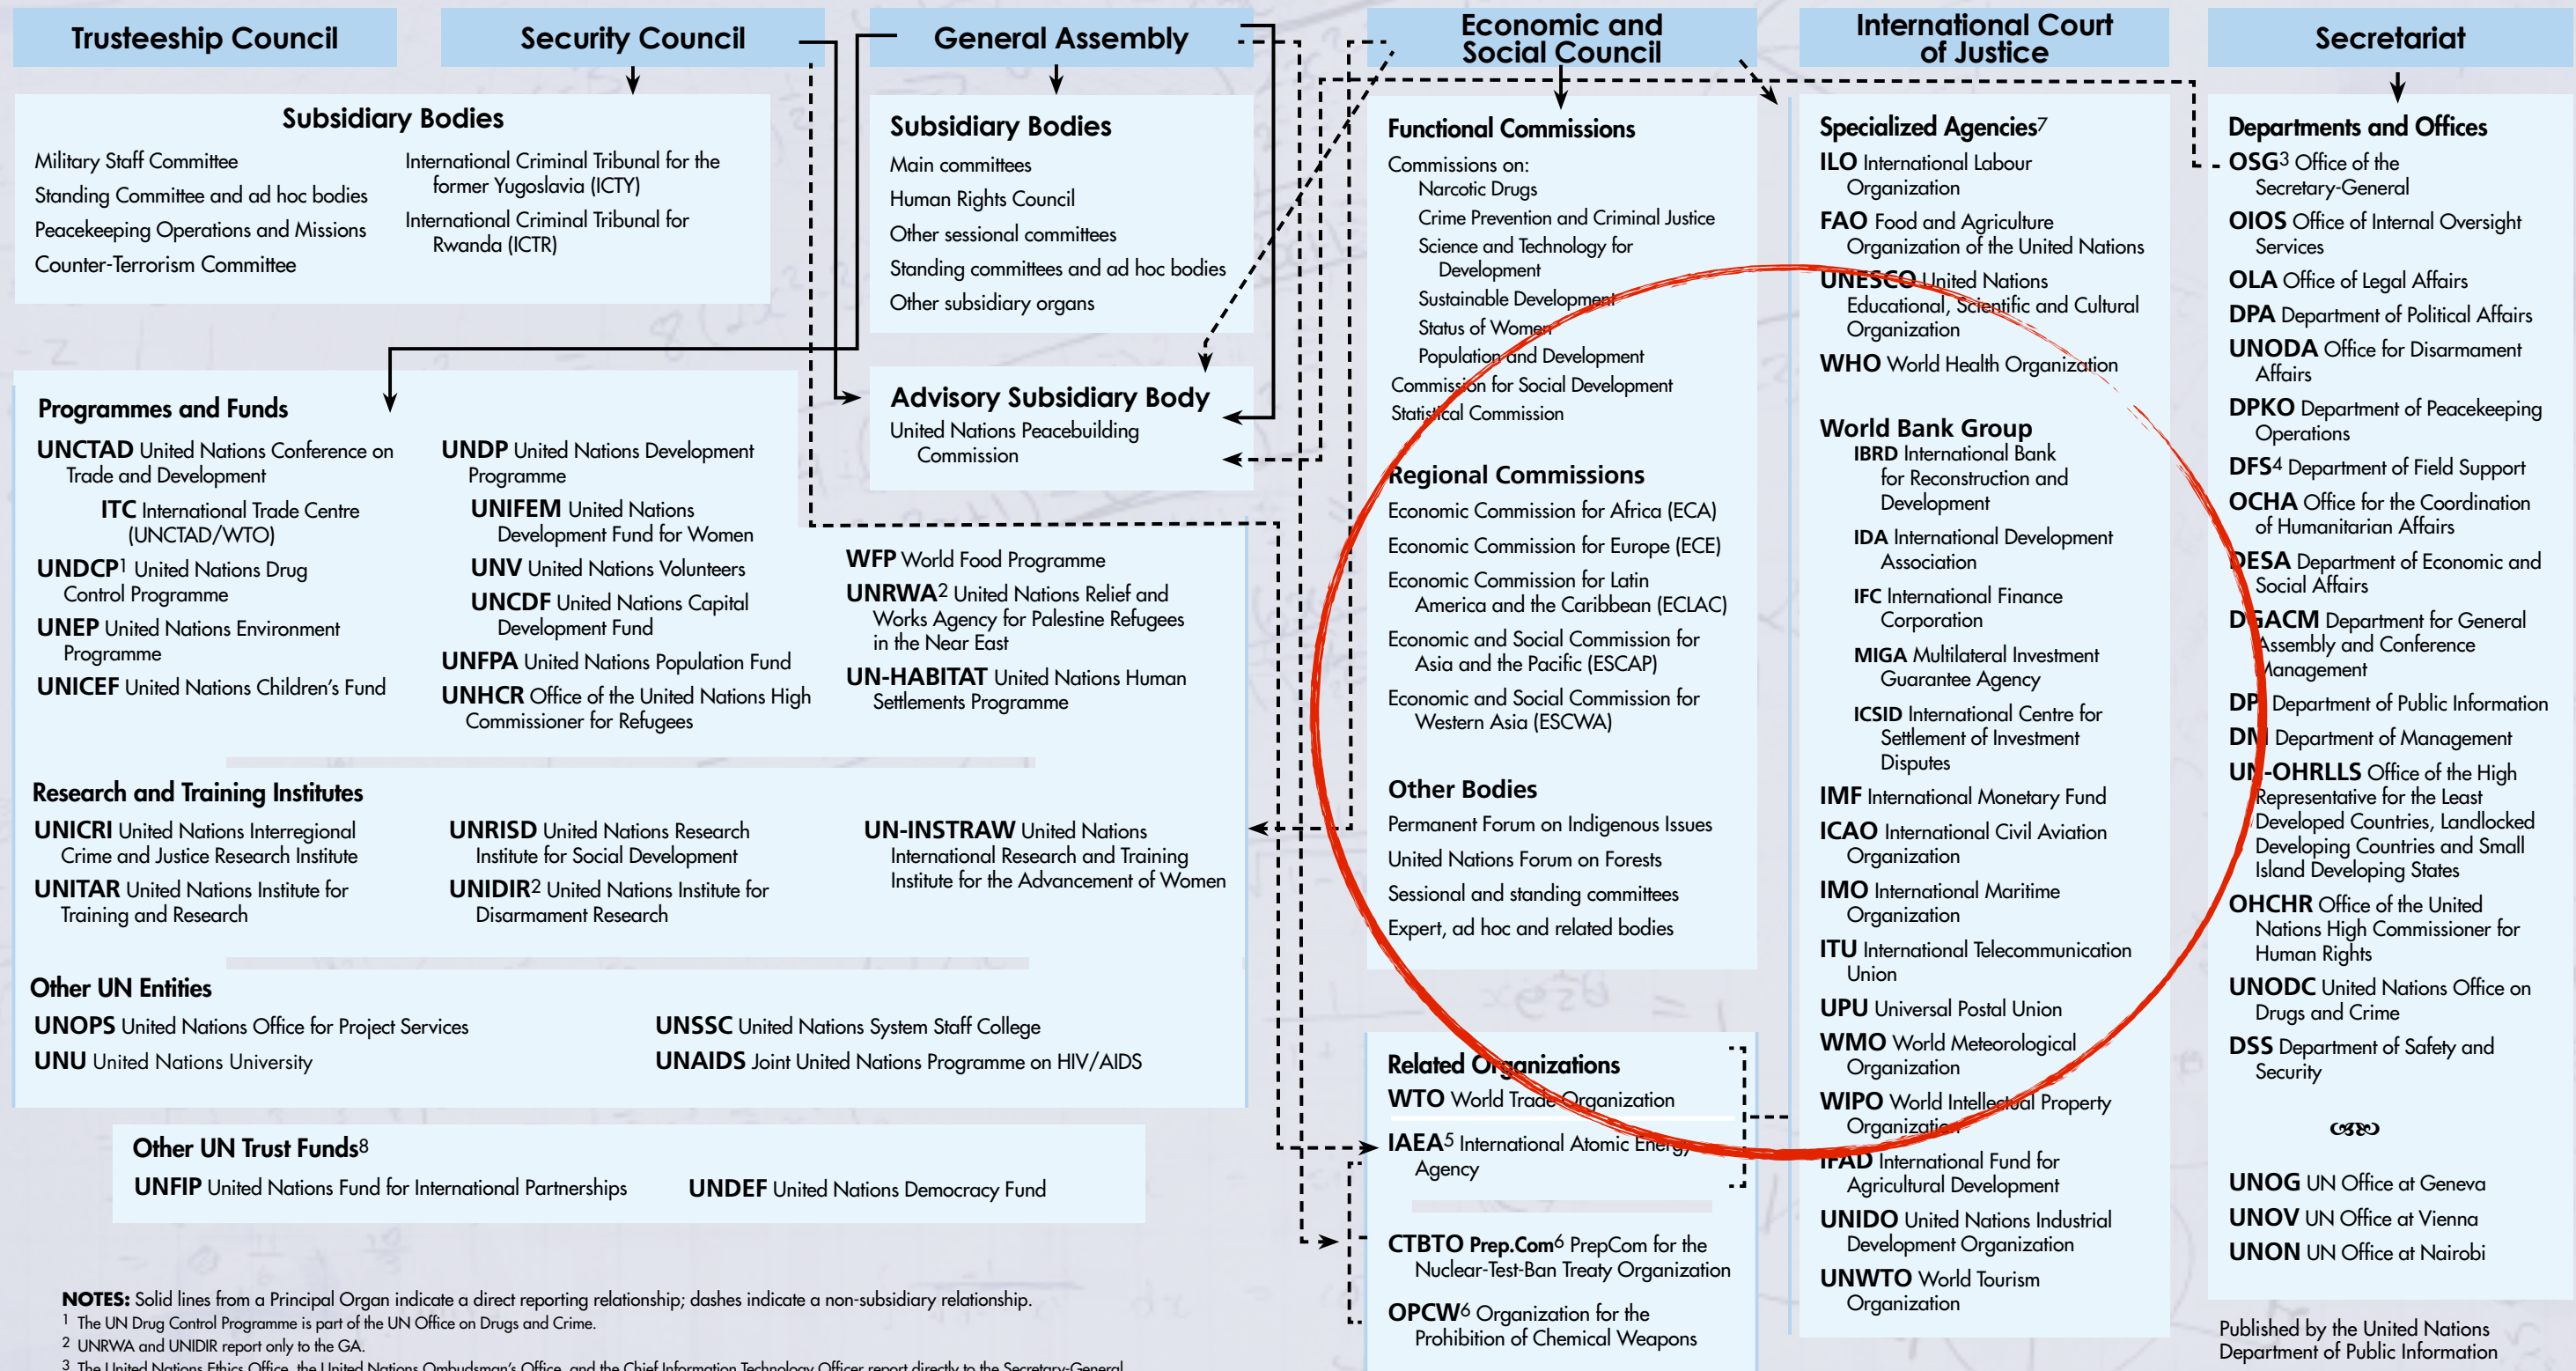 Trusteeship Council
Security Council
General Assembly
Economic and
Social Council
International Court
of Justice
Secretariat
Subsidiary Bodies
Military Staff Committee
Standing Committee and ad hoc bodies
Peacekeeping Operations and Missions
Counter-Terrorism Committee
International Criminal Tribunal for the
former Yugoslavia (ICTY)
International Criminal Tribunal for
Rwanda (ICTR)
Subsidiary Bodies
Main committees
Human Rights Council
Other sessional committees
Standing committees and ad hoc bodies
Other subsidiary organs
Advisory Subsidiary Body
United Nations Peacebuilding
Commission
Programmes and Funds
UNCTAD United Nations Conference on
Trade and Development
ITC International Trade Centre
(UNCTAD/WTO)
UNDCP1 United Nations Drug
Control Programme
UNEP United Nations Environment
Programme
UNICEF United Nations Children's Fund
UNDP United Nations Development
Programme
UNIFEM United Nations
Development Fund for Women
UNV United Nations Volunteers
UNCDF United Nations Capital
Development Fund
UNFPA United Nations Population Fund
UNHCR Office of the United Nations High
Commissioner for Refugees
WFP World Food Programme
UNRWA2 United Nations Relief and
Works Agency for Palestine Refugees
in the Near East
UN-HABITAT United Nations Human
Settlements Programme
Research and Training Institutes
UNICRI United Nations Interregional
Crime and Justice Research Institute
UNITAR United Nations Institute for
Training and Research
UNRISD United Nations Research
Institute for Social Development
UNIDIR2 United Nations Institute for
Disarmament Research
UN-INSTRAW United Nations
International Research and Training
Institute for the Advancement of Women
Other UN Entities
UNOPS United Nations Office for Project Services
UNU United Nations University
UNSSC United Nations System Staff College
UNAIDS Joint United Nations Programme on HIV/AIDS
Other UN Trust Funds8
UNFIP United Nations Fund for International Partnerships
UNDEF United Nations Democracy Fund
Functional Commissions
Commissions on:
Narcotic Drugs
Crime Prevention and Criminal Justice
Science and Technology for
Development
Sustainable Development
Status of Women
Population and Development
Commission for Social Development
Statistical Commission
Regional Commissions
Economic Commission for Africa (ECA)
Economic Commission for Europe (ECE)
Economic Commission for Latin
America and the Caribbean (ECLAC)
Economic and Social Commission for
Asia and the Pacific (ESCAP)
Economic and Social Commission for
Western Asia (ESCWA)
Other Bodies
Permanent Forum on Indigenous Issues
United Nations Forum on Forests
Sessional and standing committees
Expert, ad hoc and related bodies
Related Organizations
WTO World Trade Organization
IAEA5 International Atomic Energy
Agency
CTBTO Prep.Com6 PrepCom for the
Nuclear-Test-Ban Treaty Organization
OPCW6 Organization for the
Prohibition of Chemical Weapons
Specialized Agencies7
ILO International Labour
Organization
FAO Food and Agriculture
Organization of the United Nations
UNESCO United Nations
Educational, Scientific and Cultural
Organization
WHO World Health Organization
World Bank Group
IBRD International Bank
for Reconstruction and
Development
IDA International Development
Association
IFC International Finance
Corporation
MIGA Multilateral Investment
Guarantee Agency
ICSID International Centre for
Settlement of Investment
Disputes
IMF International Monetary Fund
ICAO International Civil Aviation
Organization
IMO International Maritime
Organization
ITU International Telecommunication
Union
UPU Universal Postal Union
WMO World Meteorological
Organization
WIPO World Intellectual Property
Organization
IFAD International Fund for
Agricultural Development
UNIDO United Nations Industrial
Development Organization
UNWTO World Tourism
Organization
Departments and Offices
OSG3 Office of the
Secretary-General
OIOS Office of Internal Oversight
Services
OLA Office of Legal Affairs
DPA Department of Political Affairs
UNODA Office for Disarmament
Affairs
DPKO Department of Peacekeeping
Operations
DFS4 Department of Field Support
OCHA Office for the Coordination
of Humanitarian Affairs
DESA Department of Economic and
Social Affairs
DGACM Department for General
Assembly and Conference
Management
DPI Department of Public Information
DM Department of Management
UN-OHRLLS Office of the High
Representative for the Least
Developed Countries, Landlocked
Developing Countries and Small
Island Developing States
OHCHR Office of the United
Nations High Commissioner for
Human Rights
UNODC United Nations Office on
Drugs and Crime
DSS Department of Safety and
Security
UNOG UN Office at Geneva
UNOV UN Office at Vienna
UNON UN Office at Nairobi
NOTES: Solid lines from a Principal Organ indicate a direct reporting relationship; dashes indicate a non-subsidiary relationship.
1 The UN Drug Control Programme is part of the UN Office on Drugs and Crime.
2 UNRWA and UNIDIR report only to the GA.
3 The United Nations Ethics Office, the United Nations Ombudsman's Office, and the Chief Information Technology Officer report directly to the Secretary-General
Published by the United Nations
Department of Public Information